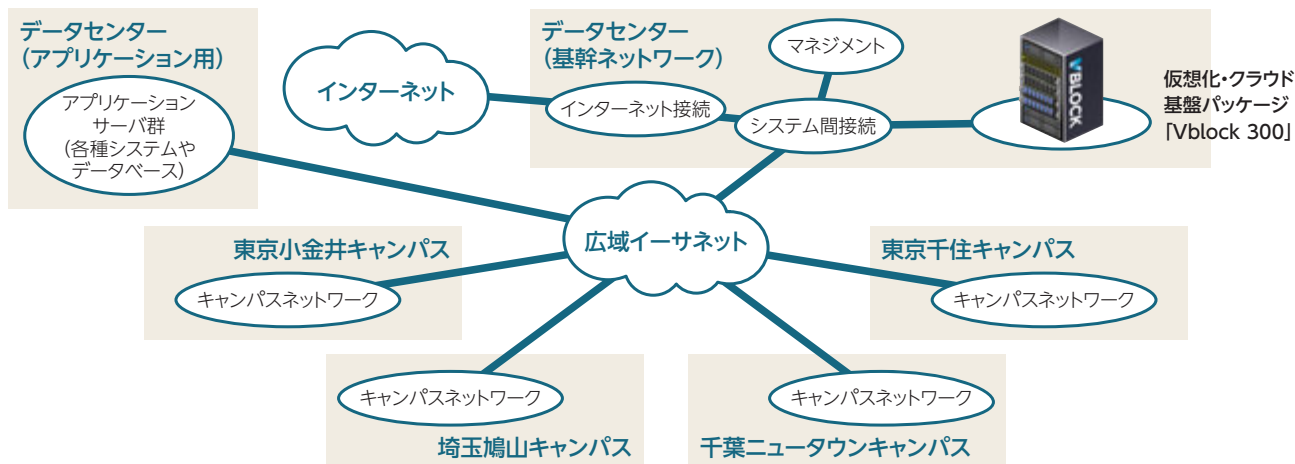 データセンター
(アプリケーション用)
アプリケーション
サーバ群
(各種システムや
データベース)
インターネット
データセンター
(基幹ネットワーク)
マネジメント
インターネット接続
システム間接続
VBLOCK
仮想化・クラウド
基盤パッケージ
「Vblock 300」
広域イーサネット
東京小金井キャンパス
キャンパスネットワーク
東京千住キャンパス
キャンパスネットワーク
キャンパスネットワーク
埼玉鳩山キャンパス
キャンパスネットワーク
千葉ニュータウンキャンパス